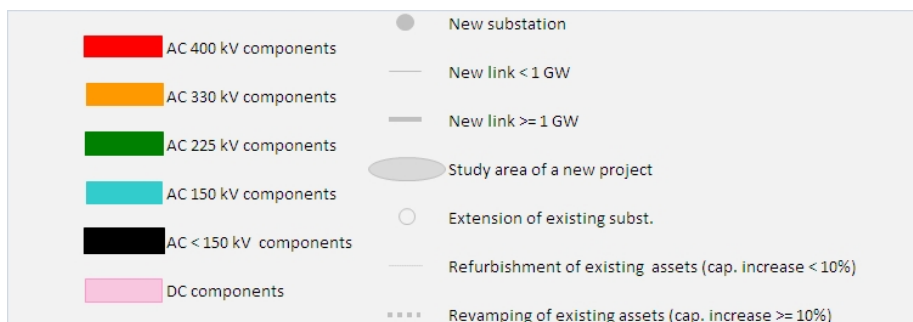 AC 400 kV components
AC 330 kV components
AC 225 kV components
AC 150 kV components
AC < 150 kV components
DC components
New substation
New link < 1 GW
New link >= 1 GW
Study area of a new project
Extension of existing subst.
Refurbishment of existing assets (cap. increase < 10%)
Revamping of existing assets (cap. increase >= 10%)